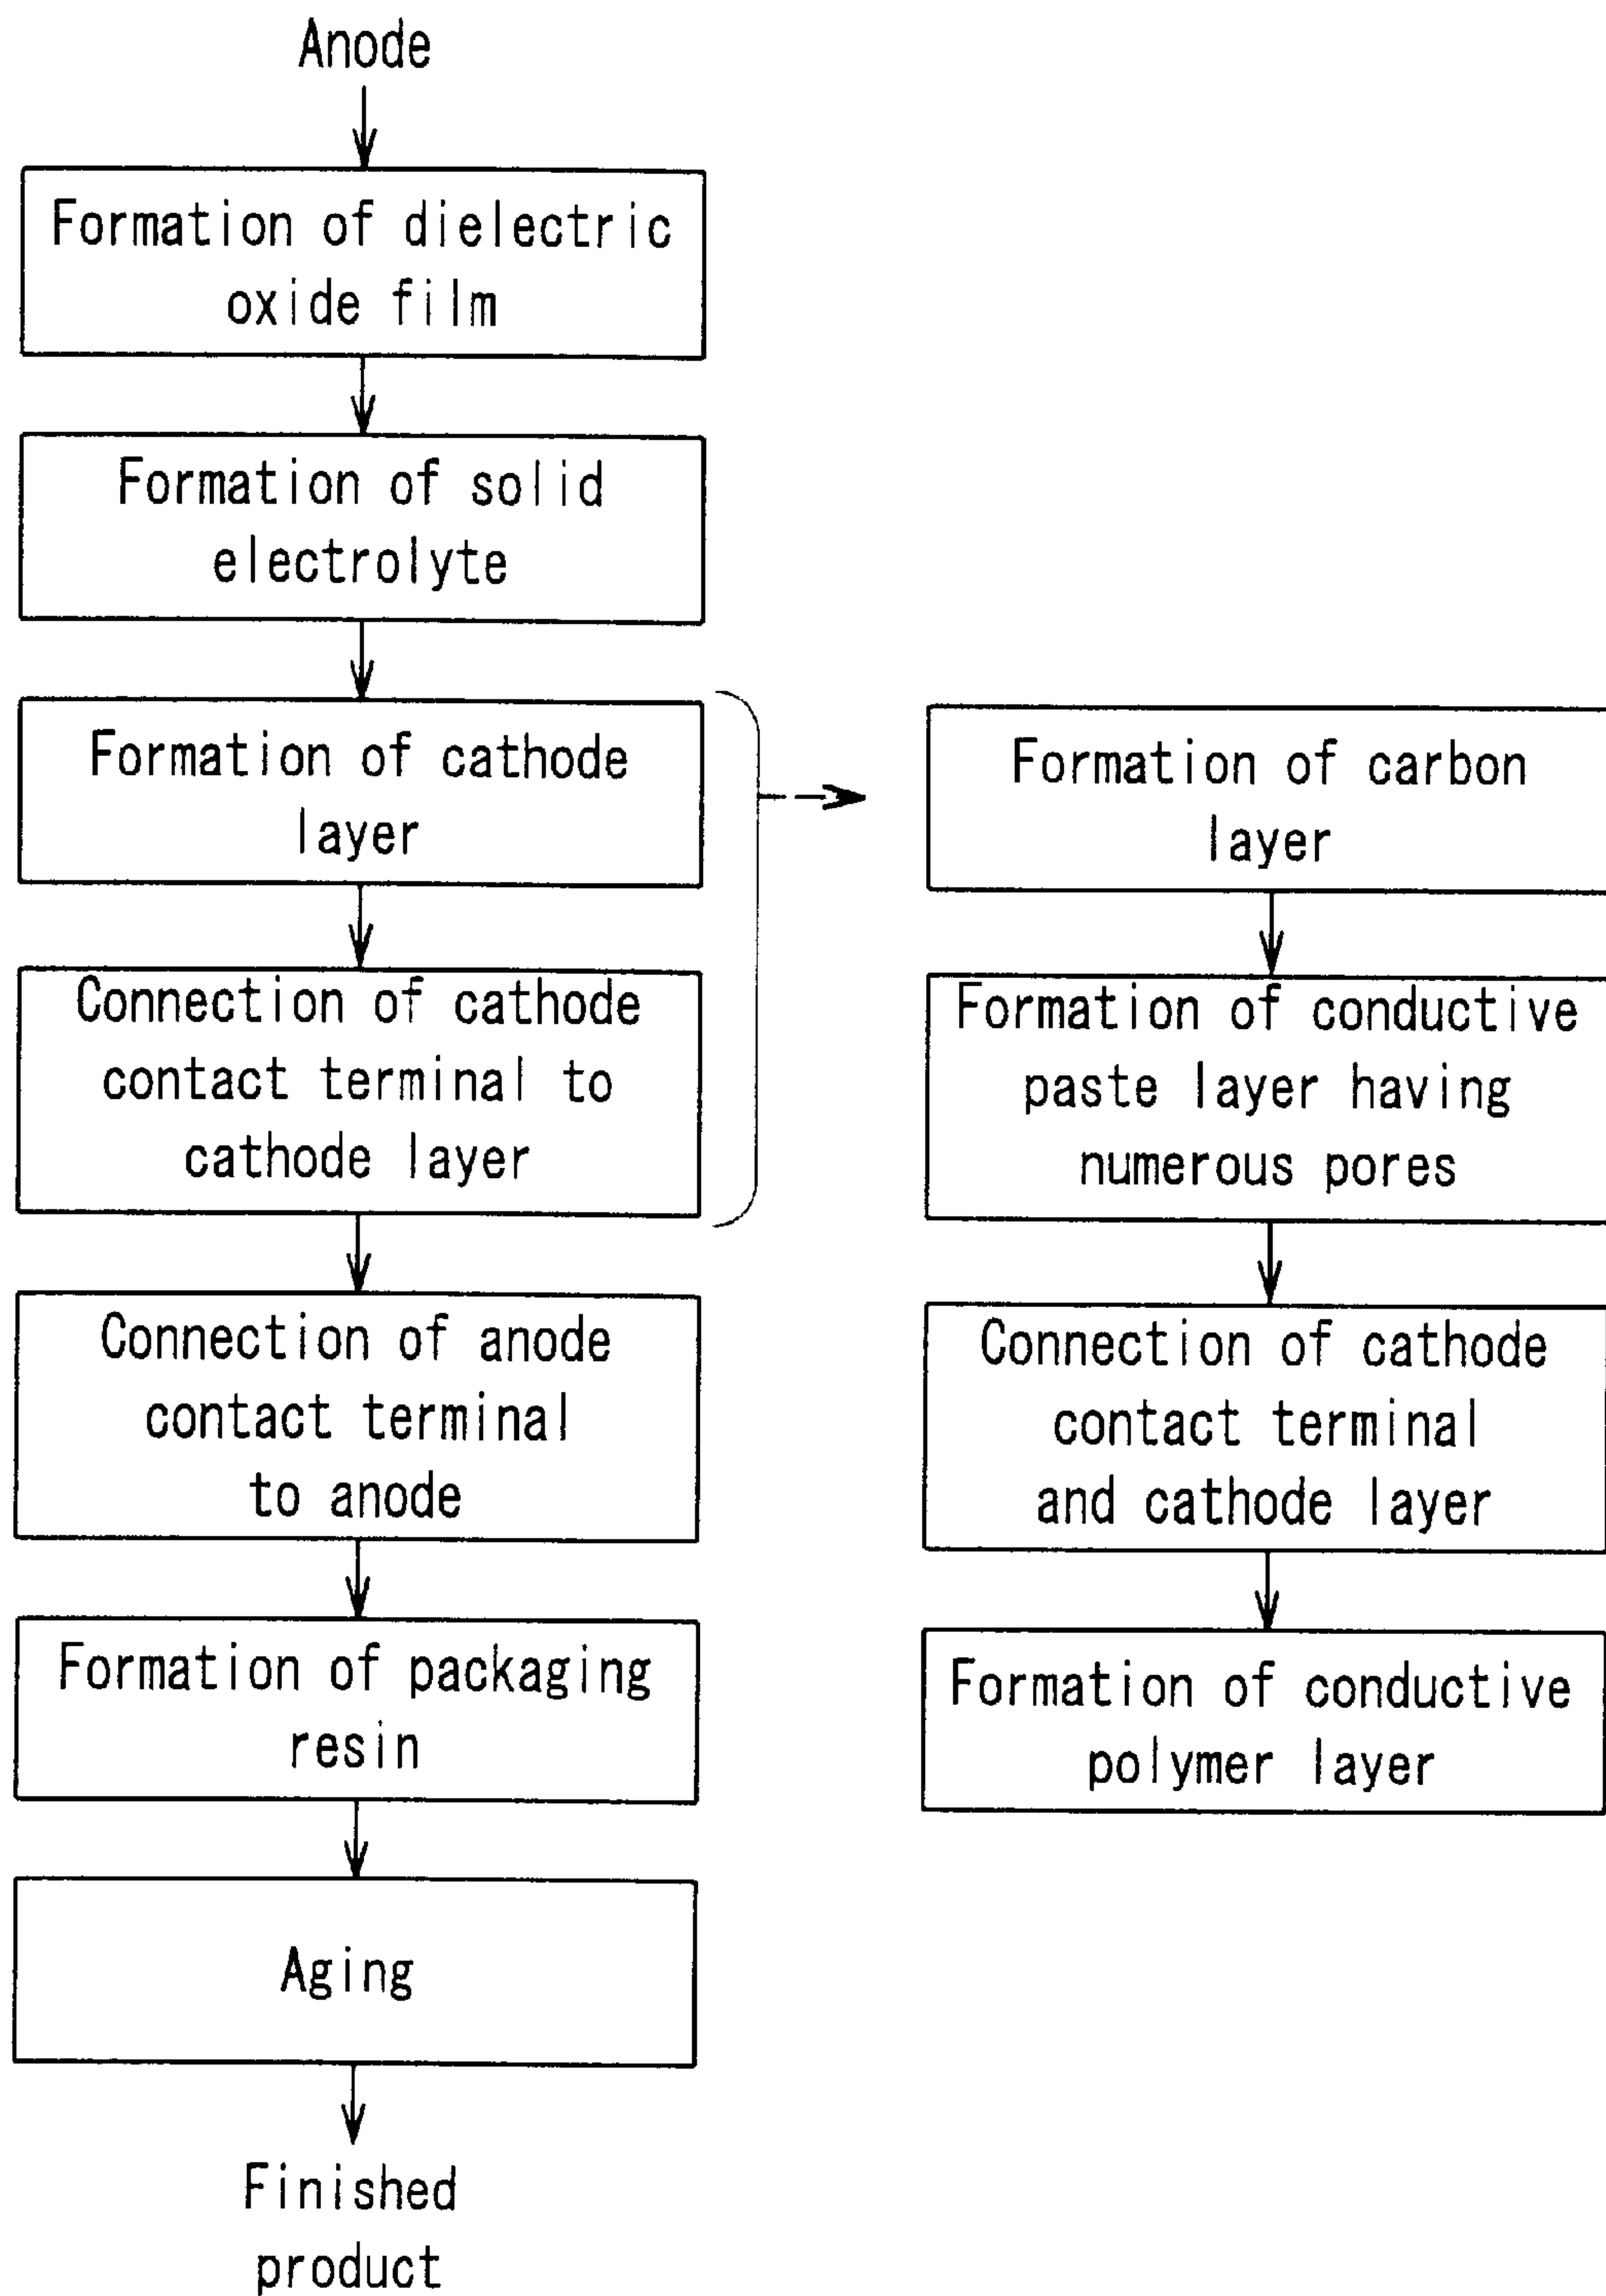 Anode
Formation of dielectric
oxide film
Formation of solid
electrolyte
Formation of cathode
layer
Connection of cathode
contact terminal to
cathode layer
Connection of anode
contact terminal
to anode
Formation of packaging
resin
Aging
Finished
product
Formation of carbon
layer
Formation of conductive
paste layer having
numerous pores
Connection of cathode
contact terminal
and cathode layer
Formation of conductive
polymer layer